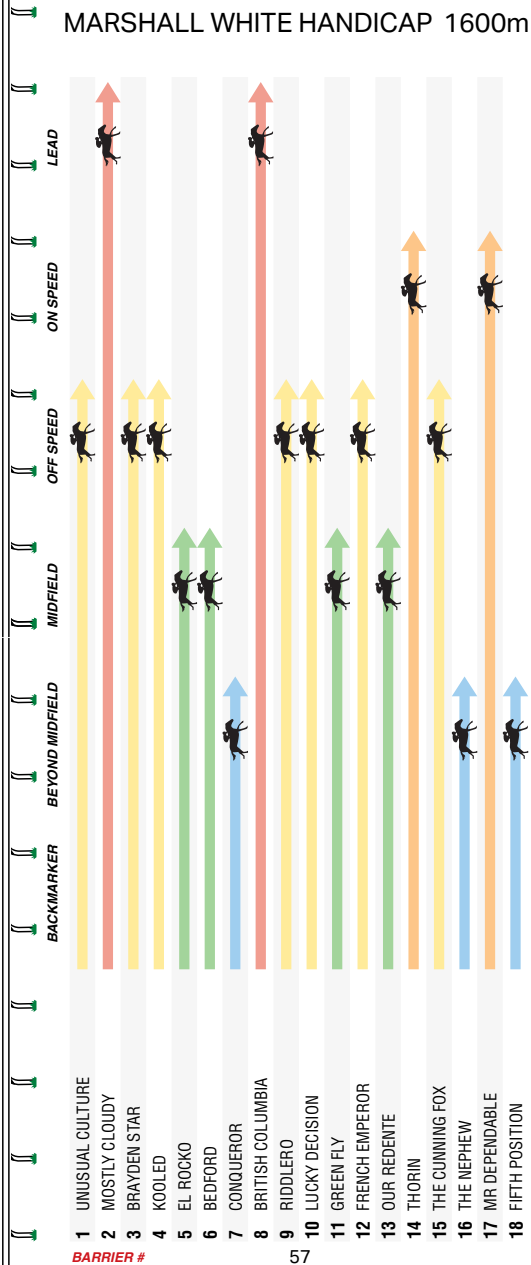 MARSHALL WHITE HANDICAP 1600m
LEAD
ON SPEED
OFF SPEED
MIDFIELD
BEYOND MIDFIELD
BACKMARKER
1 UNUSUAL CULTURE
2 MOSTLY CLOUDY
3 BRAYDEN STAR
4 KOOLED
5 EL ROCKO
6 BEDFORD
7 CONQUEROR
8 BRITISH COLUMBIA
9 RIDDLERO
10 LUCKY DECISION
11 GREEN FLY
12 FRENCH EMPEROR
13 OUR REDENTE
14 THORIN
15 THE CUNNING FOX
16 THE NEPHEW
17 MR DEPENDABLE
18 FIFTH POSITION
BARRIER #
57